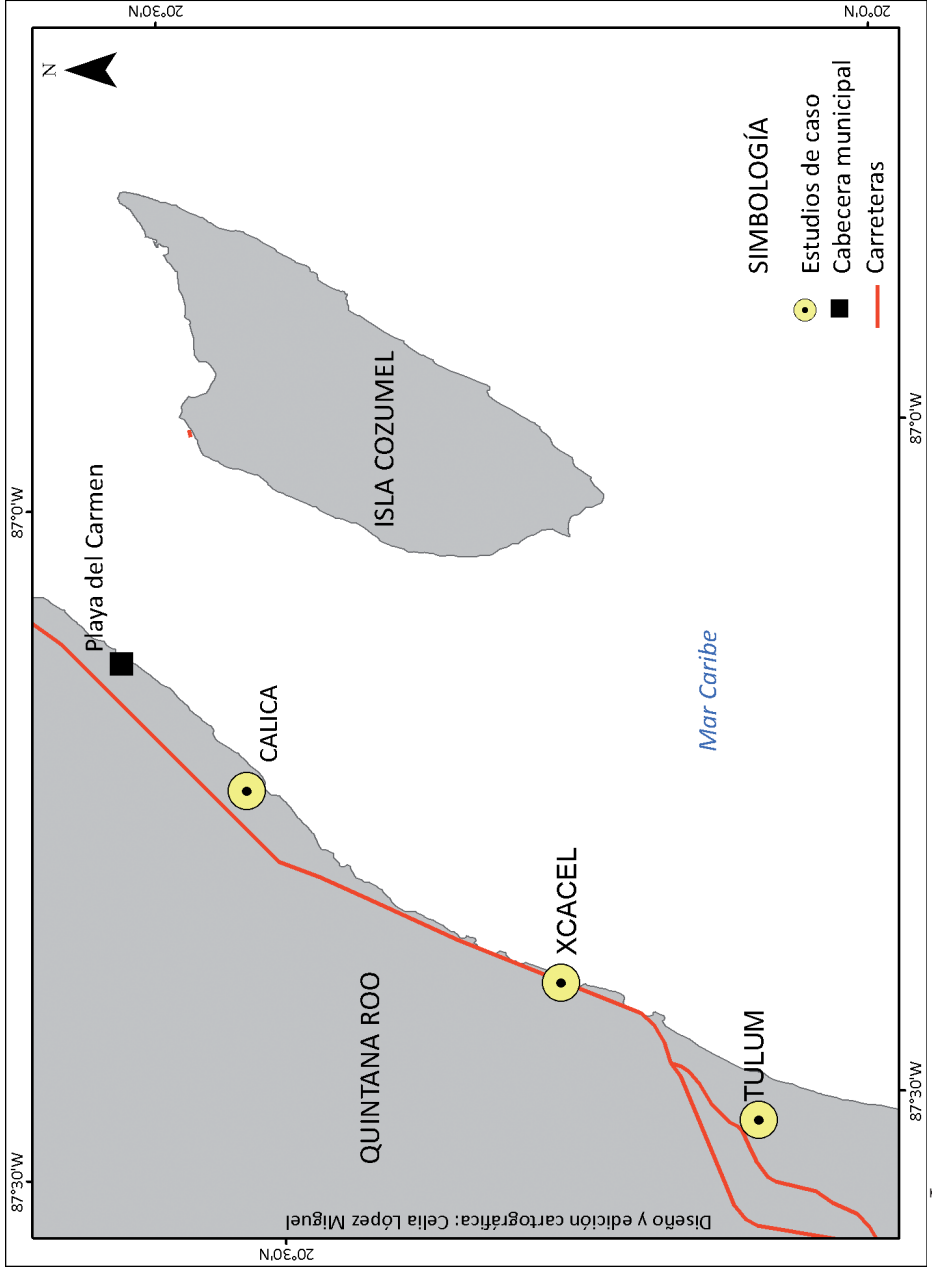 20°30'N
20°0'N
N
87°0'W
Playa del Carmen
CALICA
ISLA COZUMEL
QUINTANA ROO
XCACEL
TULUM
Mar Caribe
SIMBOLOGÍA
Estudios de caso
Cabecera municipal
Carreteras
87°30'W
20°30'N
87°0'W
87°30'W
Diseño y edición cartográfica: Celia López Miguel